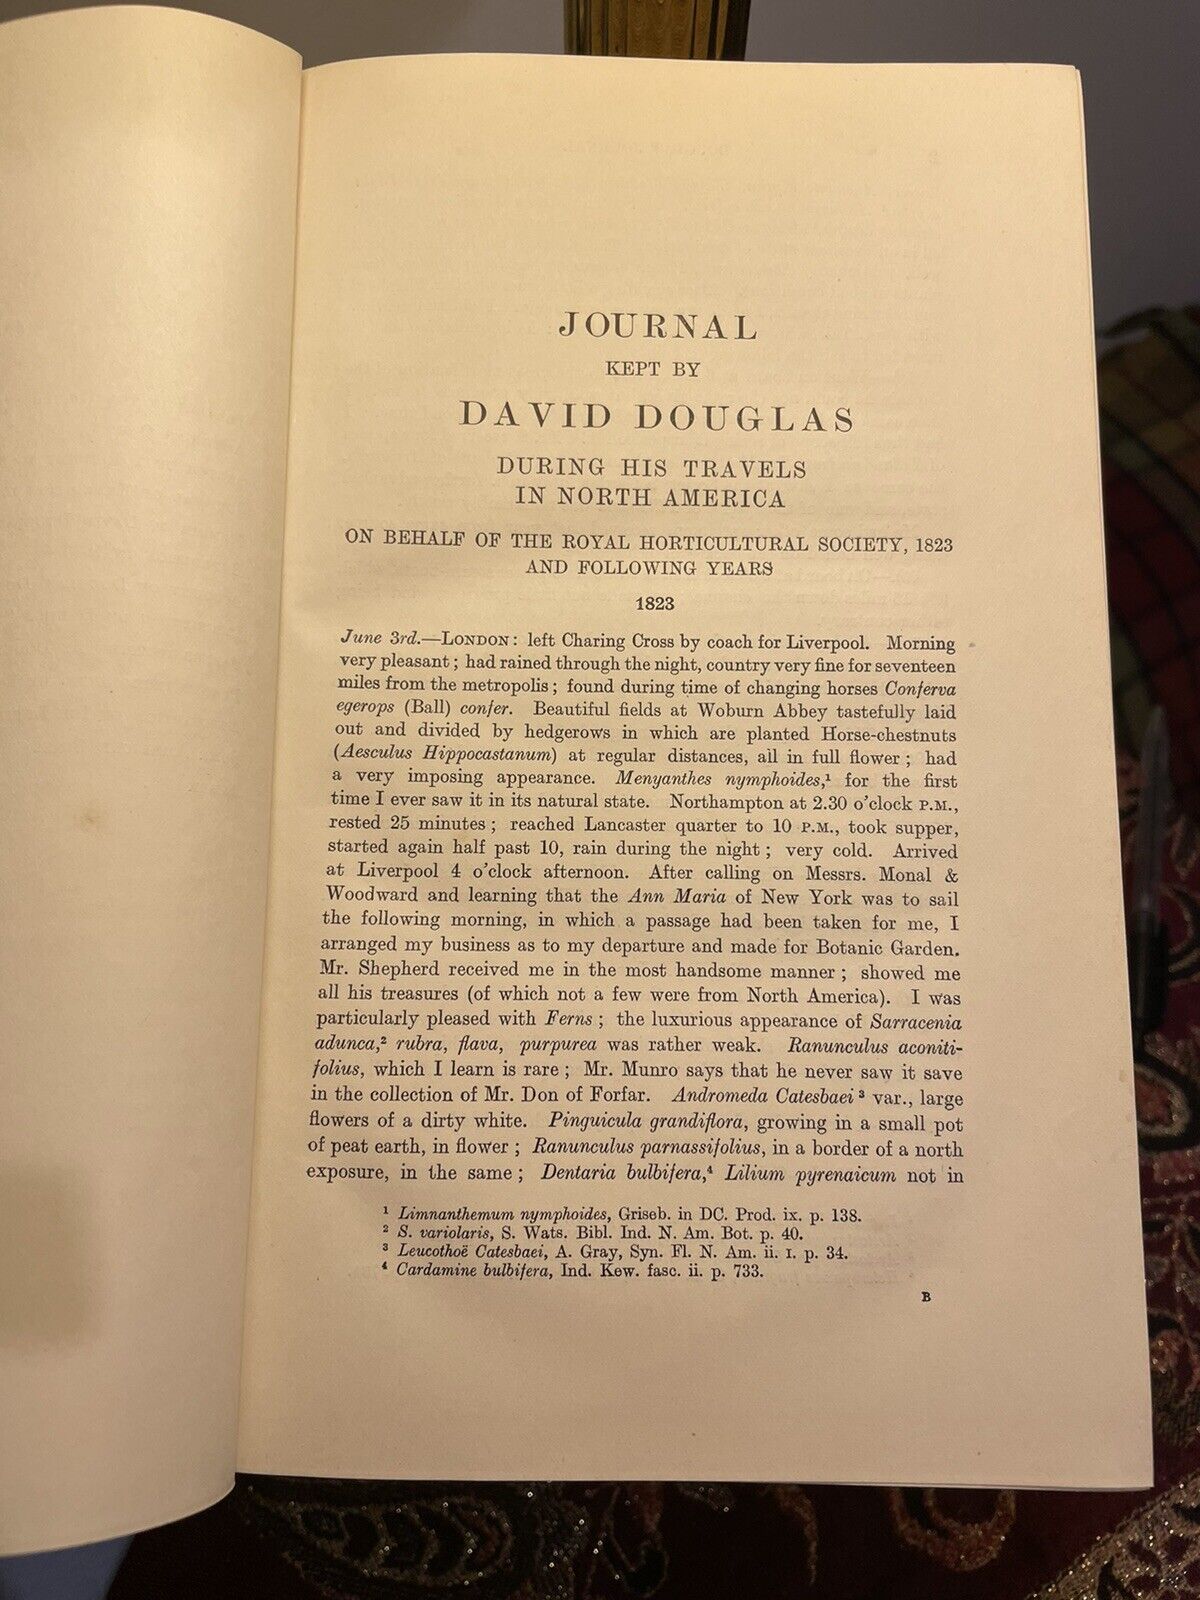 JOURNAL
KEPT BY
DAVID DOUGLAS
DURING HIS TRAVELS
IN NORTH AMERICA
ON BEHALF OF THE ROYAL HORTICULTURAL SOCIETY, 1823
AND FOLLOWING YEARS
1823
June 3rd.—LONDON: left Charing Cross by coach for Liverpool. Morning
very pleasant; had rained through the night, country very fine for seventeen
miles from the metropolis; found during time of changing horses Conferva
egerops (Ball) confer. Beautiful fields at Woburn Abbey tastefully laid
out and divided by hedgerows in which are planted Horse-chestnuts
(Aesculus Hippocastanum) at regular distances, all in full flower; had
a very imposing appearance. Menyanthes nymphoides,¹ for the first
time I ever saw it in its natural state. Northampton at 2.30 o'clock P.M.,
rested 25 minutes; reached Lancaster quarter to 10 P.M., took supper,
started again half past 10, rain during the night; very cold. Arrived
at Liverpool 4 o'clock afternoon. After calling on Messrs. Monal &
Woodward and learning that the Ann Maria of New York was to sail
the following morning, in which a passage had been taken for me, I
arranged my business as to my departure and made for Botanic Garden.
Mr. Shepherd received me in the most handsome manner; showed me
all his treasures (of which not a few were from North America). I was
particularly pleased with Ferns; the luxurious appearance of Sarracenia
adunca,² rubra, flava, purpurea was rather weak. Ranunculus aconiti-
folius, which I learn is rare; Mr. Munro says that he never saw it save
in the collection of Mr. Don of Forfar. Andromeda Catesbaei³ var., large
flowers of a dirty white. Pinguicula grandiflora, growing in a small pot
of peat earth, in flower; Ranunculus parnassifolius, in a border of a north
exposure, in the same; Dentaria bulbifera,⁴ Lilium pyrenaicum not in
¹ Limnanthemum nymphoides, Griseb. in DC. Prod. ix. p. 138.
² S. variolaris, S. Wats. Bibl. Ind. N. Am. Bot. p. 40.
³ Leucothoë Catesbaei, A. Gray, Syn. Fl. N. Am. ii. I. p. 34.
⁴ Cardamine bulbifera, Ind. Kew. fasc. ii. p. 733.
B